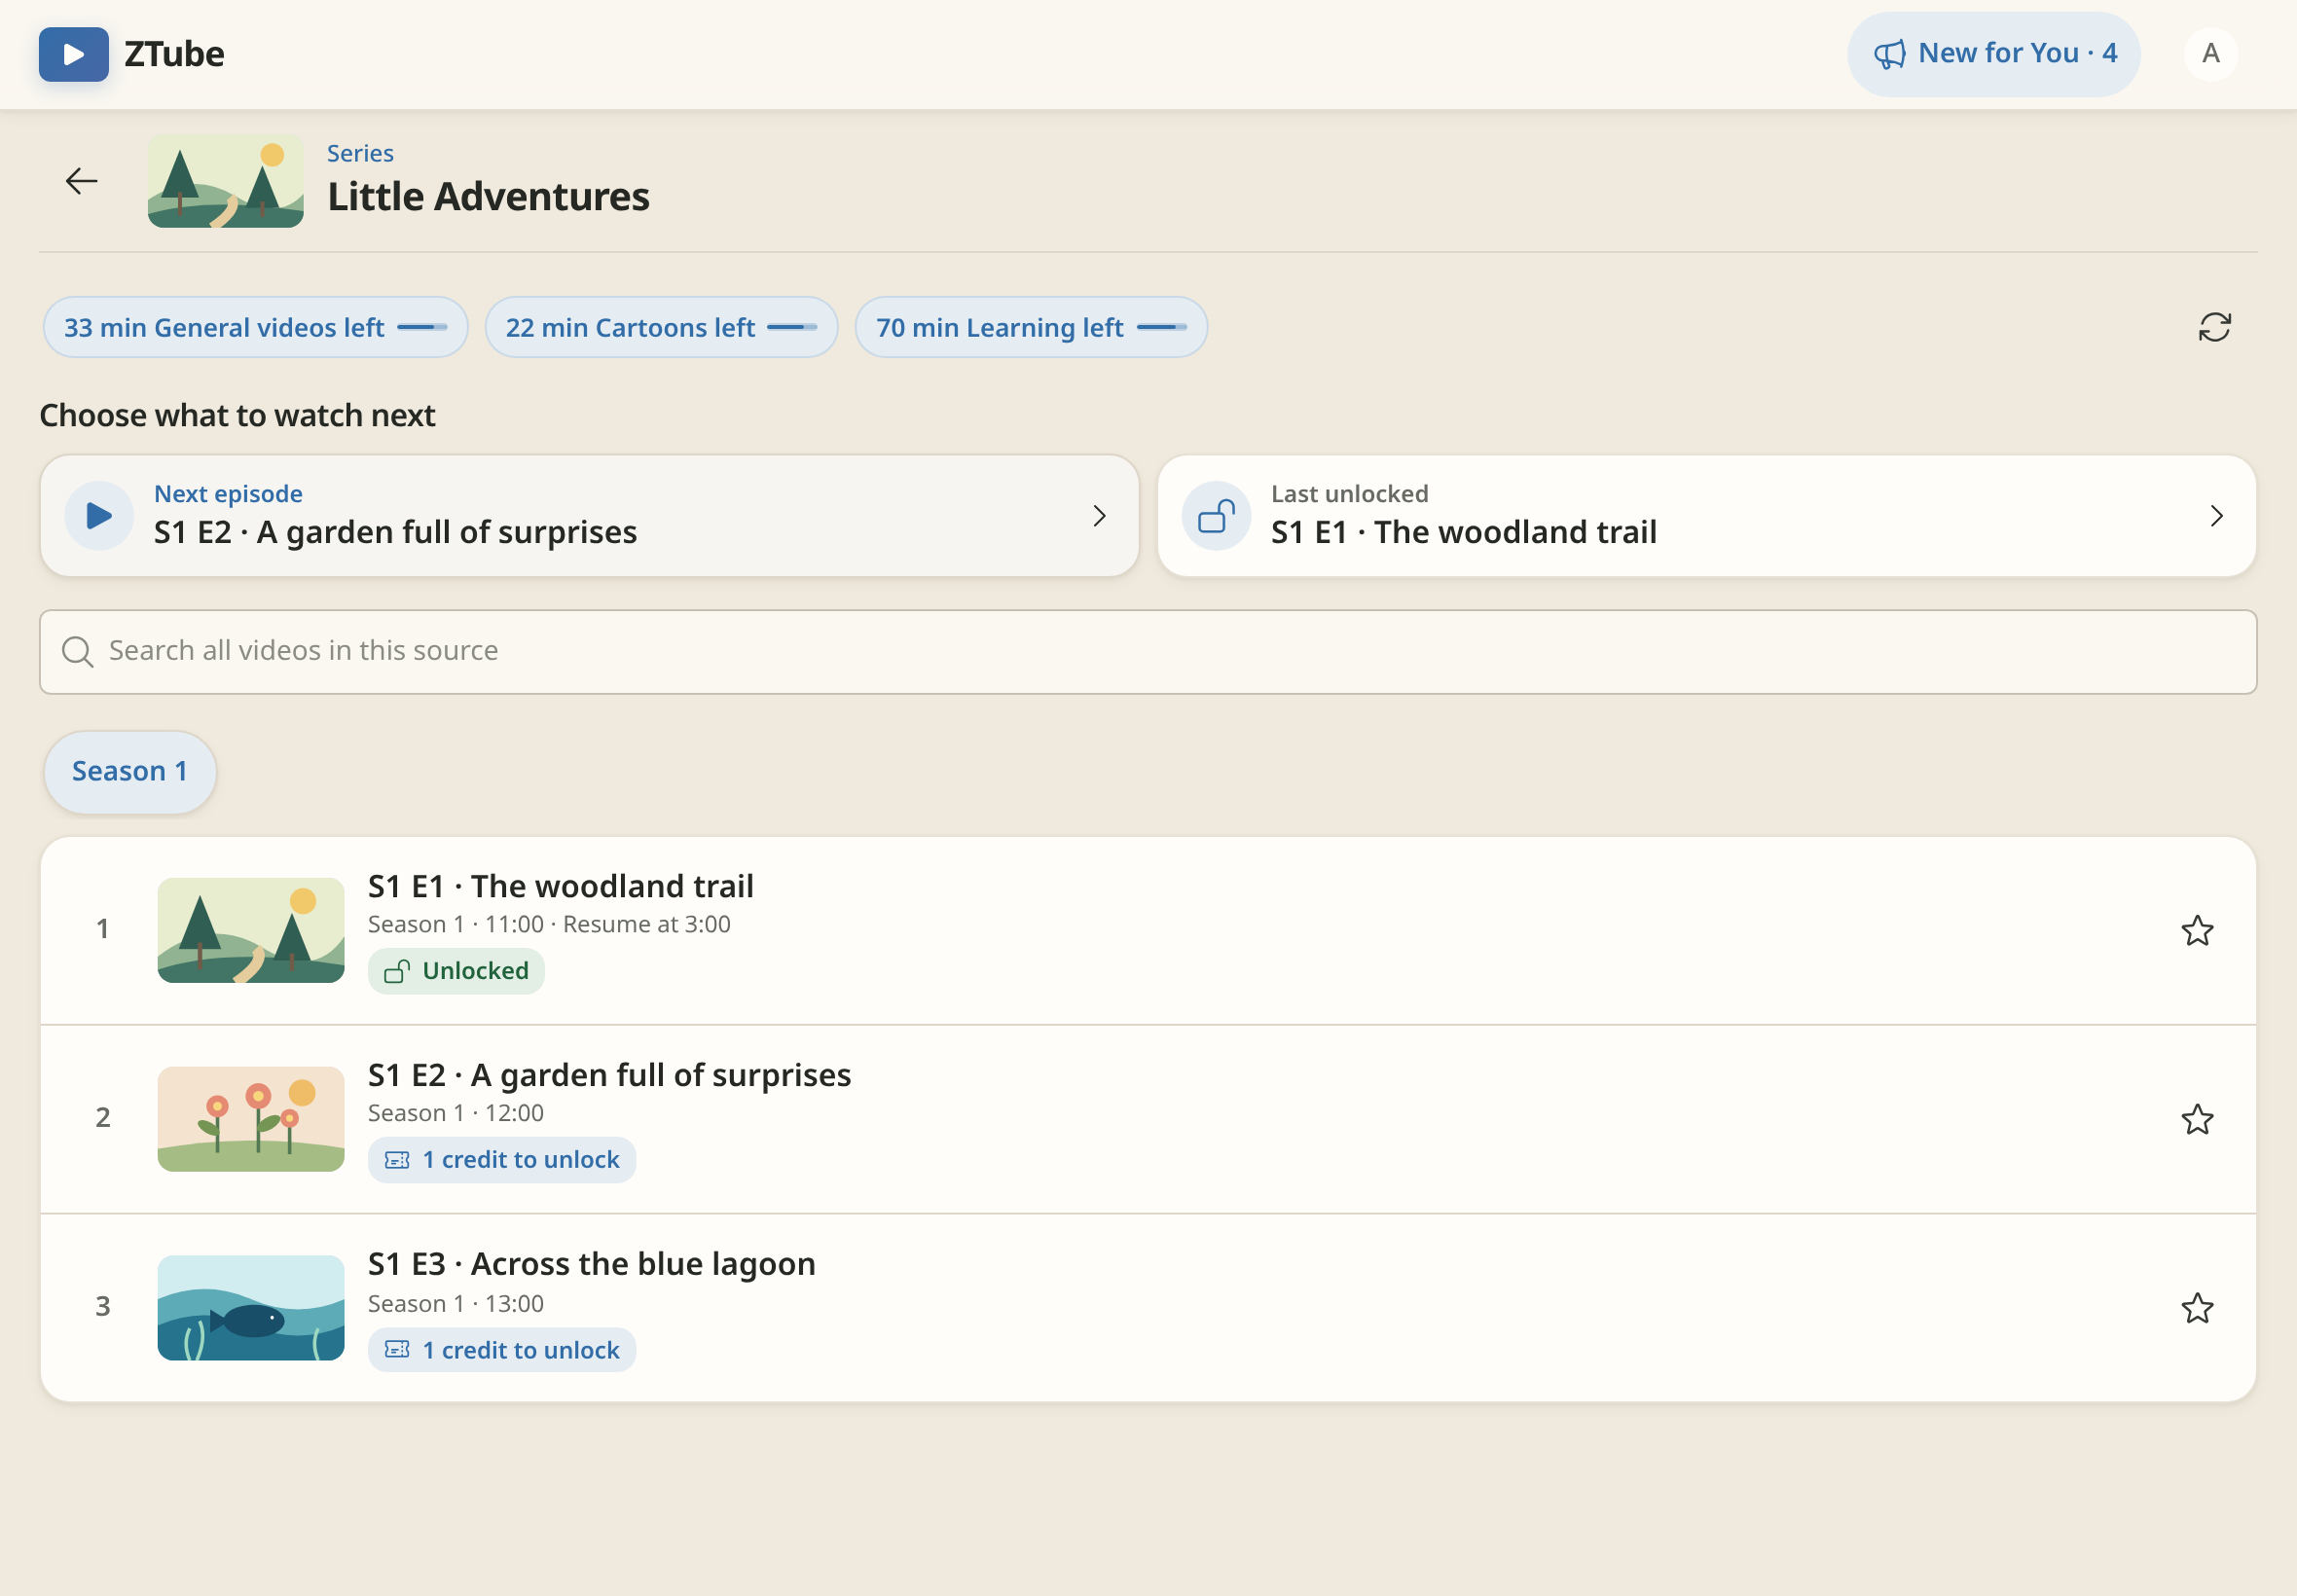 ZTube
New for You · 4
A
Series
Little Adventures
33 min General videos left
22 min Cartoons left
70 min Learning left
Choose what to watch next
Next episode
S1 E2 · A garden full of surprises
Last unlocked
S1 E1 · The woodland trail
Search all videos in this source
Season 1
1
S1 E1 · The woodland trail
Season 1 · 11:00 · Resume at 3:00
Unlocked
2
S1 E2 · A garden full of surprises
Season 1 · 12:00
1 credit to unlock
3
S1 E3 · Across the blue lagoon
Season 1 · 13:00
1 credit to unlock